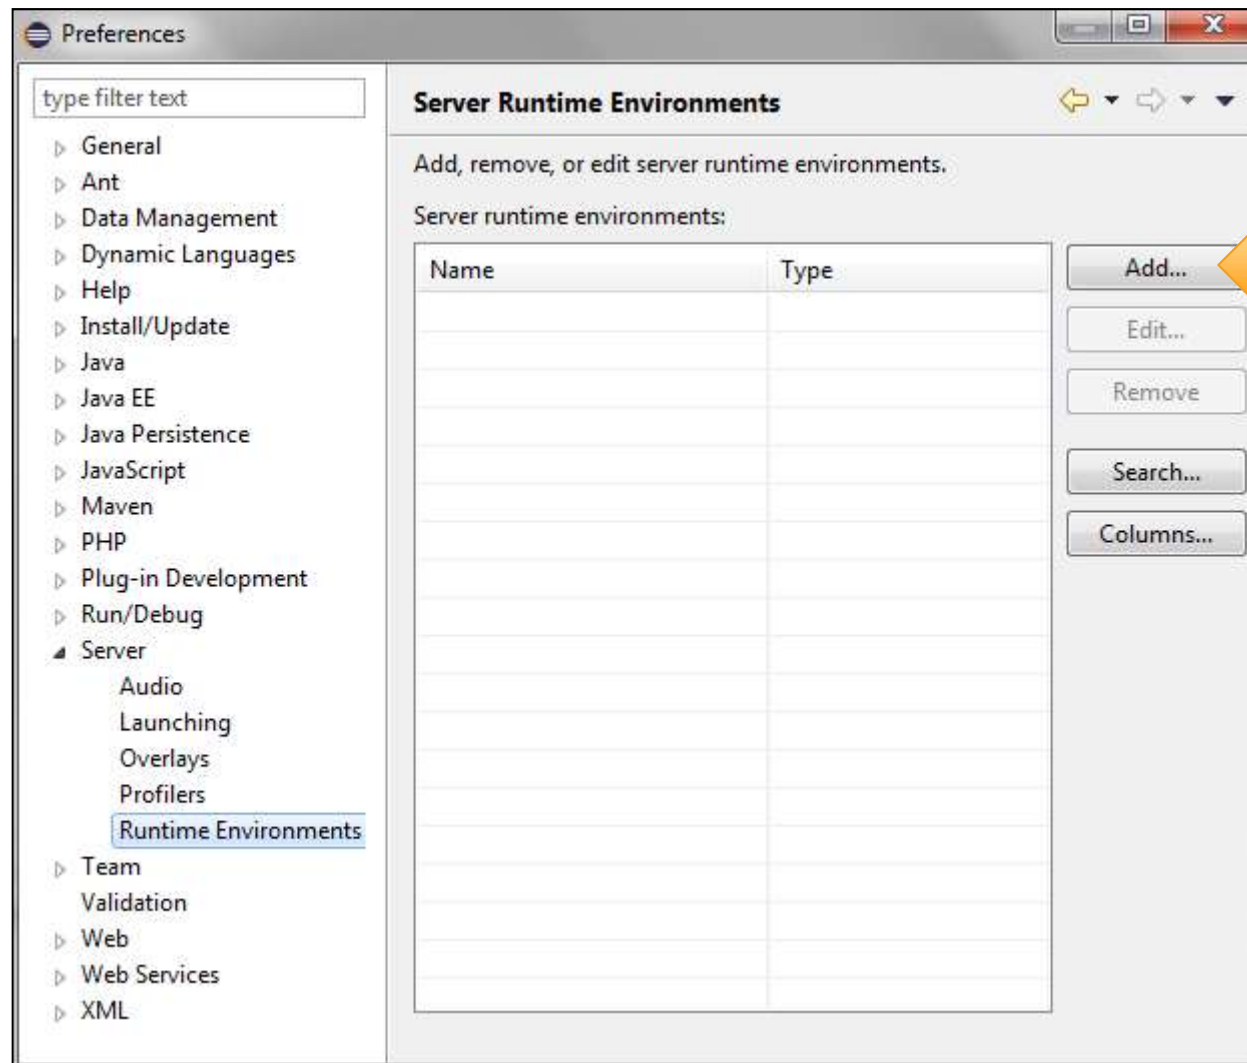 Preferences
type filter text
General
Ant
Data Management
Dynamic Languages
Help
Install/Update
Java
Java EE
Java Persistence
JavaScript
Maven
PHP
Plug-in Development
Run/Debug
Server
Audio
Launching
Overlays
Profilers
Runtime Environments
Team
Validation
Web
Web Services
XML
Server Runtime Environments
Add, remove, or edit server runtime environments.
Server runtime environments:
Name Type
Add...
Edit...
Remove
Search...
Columns...